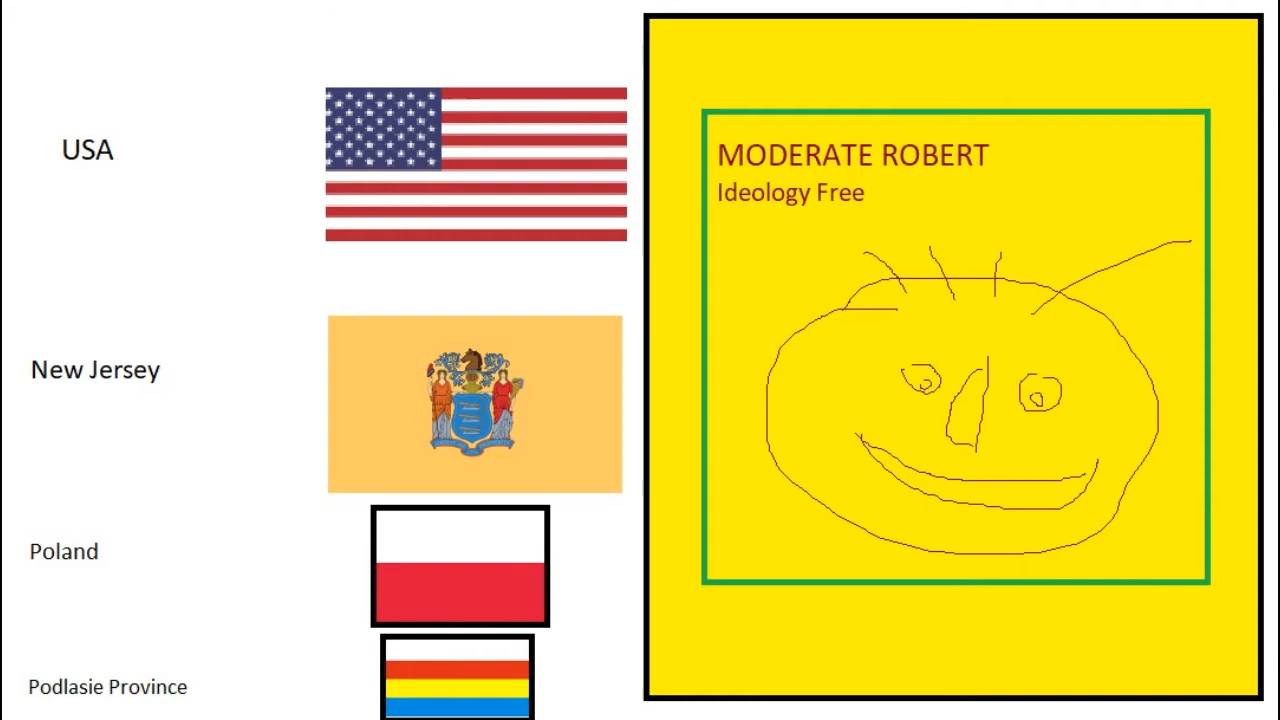 USA
New Jersey
Poland
Podlasie Province
MODERATE ROBERT
Ideology Free